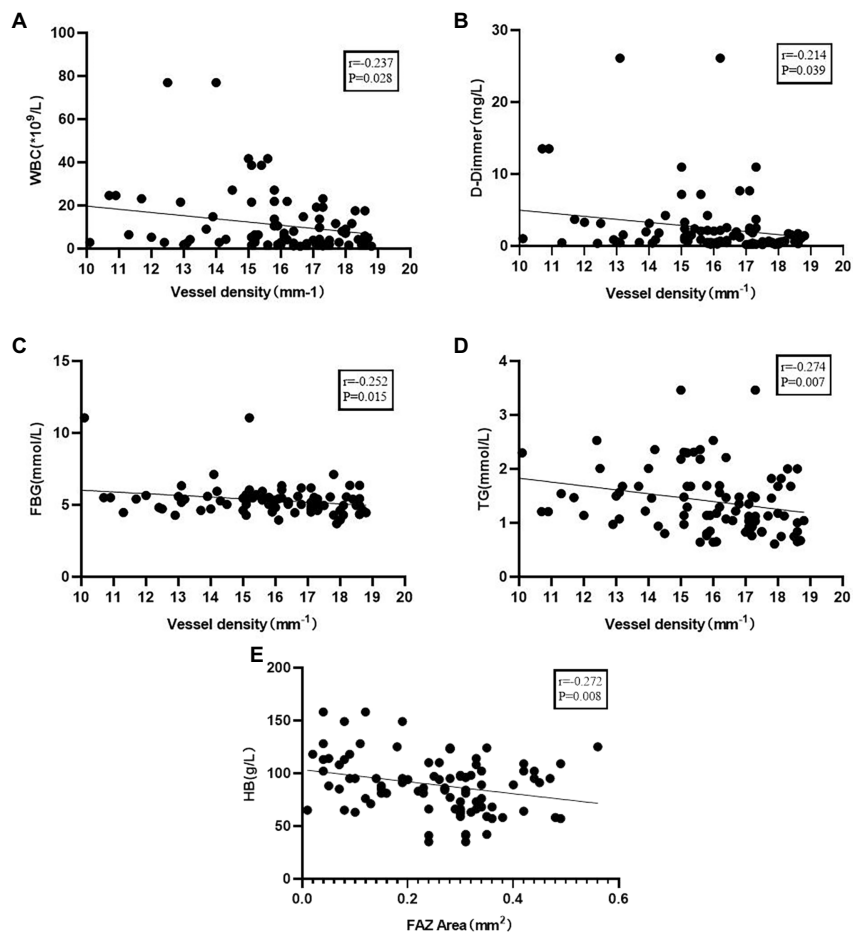 A
100
80
60
40
20
0
WBC(*10⁹/L)
r=-0.237
P=0.028
10 11 12 13 14 15 16 17 18 19 20
Vessel density(mm-1)
B
30
20
10
0
D-Dimmer(mg/L)
r=-0.214
P=0.039
10 11 12 13 14 15 16 17 18 19 20
Vessel density(mm⁻¹)
C
15
10
5
0
FBG(mmol/L)
r=-0.252
P=0.015
10 11 12 13 14 15 16 17 18 19 20
Vessel density(mm⁻¹)
D
4
3
2
1
0
TG(mmol/L)
r=-0.274
P=0.007
10 11 12 13 14 15 16 17 18 19 20
Vessel density(mm⁻¹)
E
200
150
100
50
0
HB(g/L)
r=-0.272
P=0.008
0.0 0.2 0.4 0.6
FAZ Area(mm²)